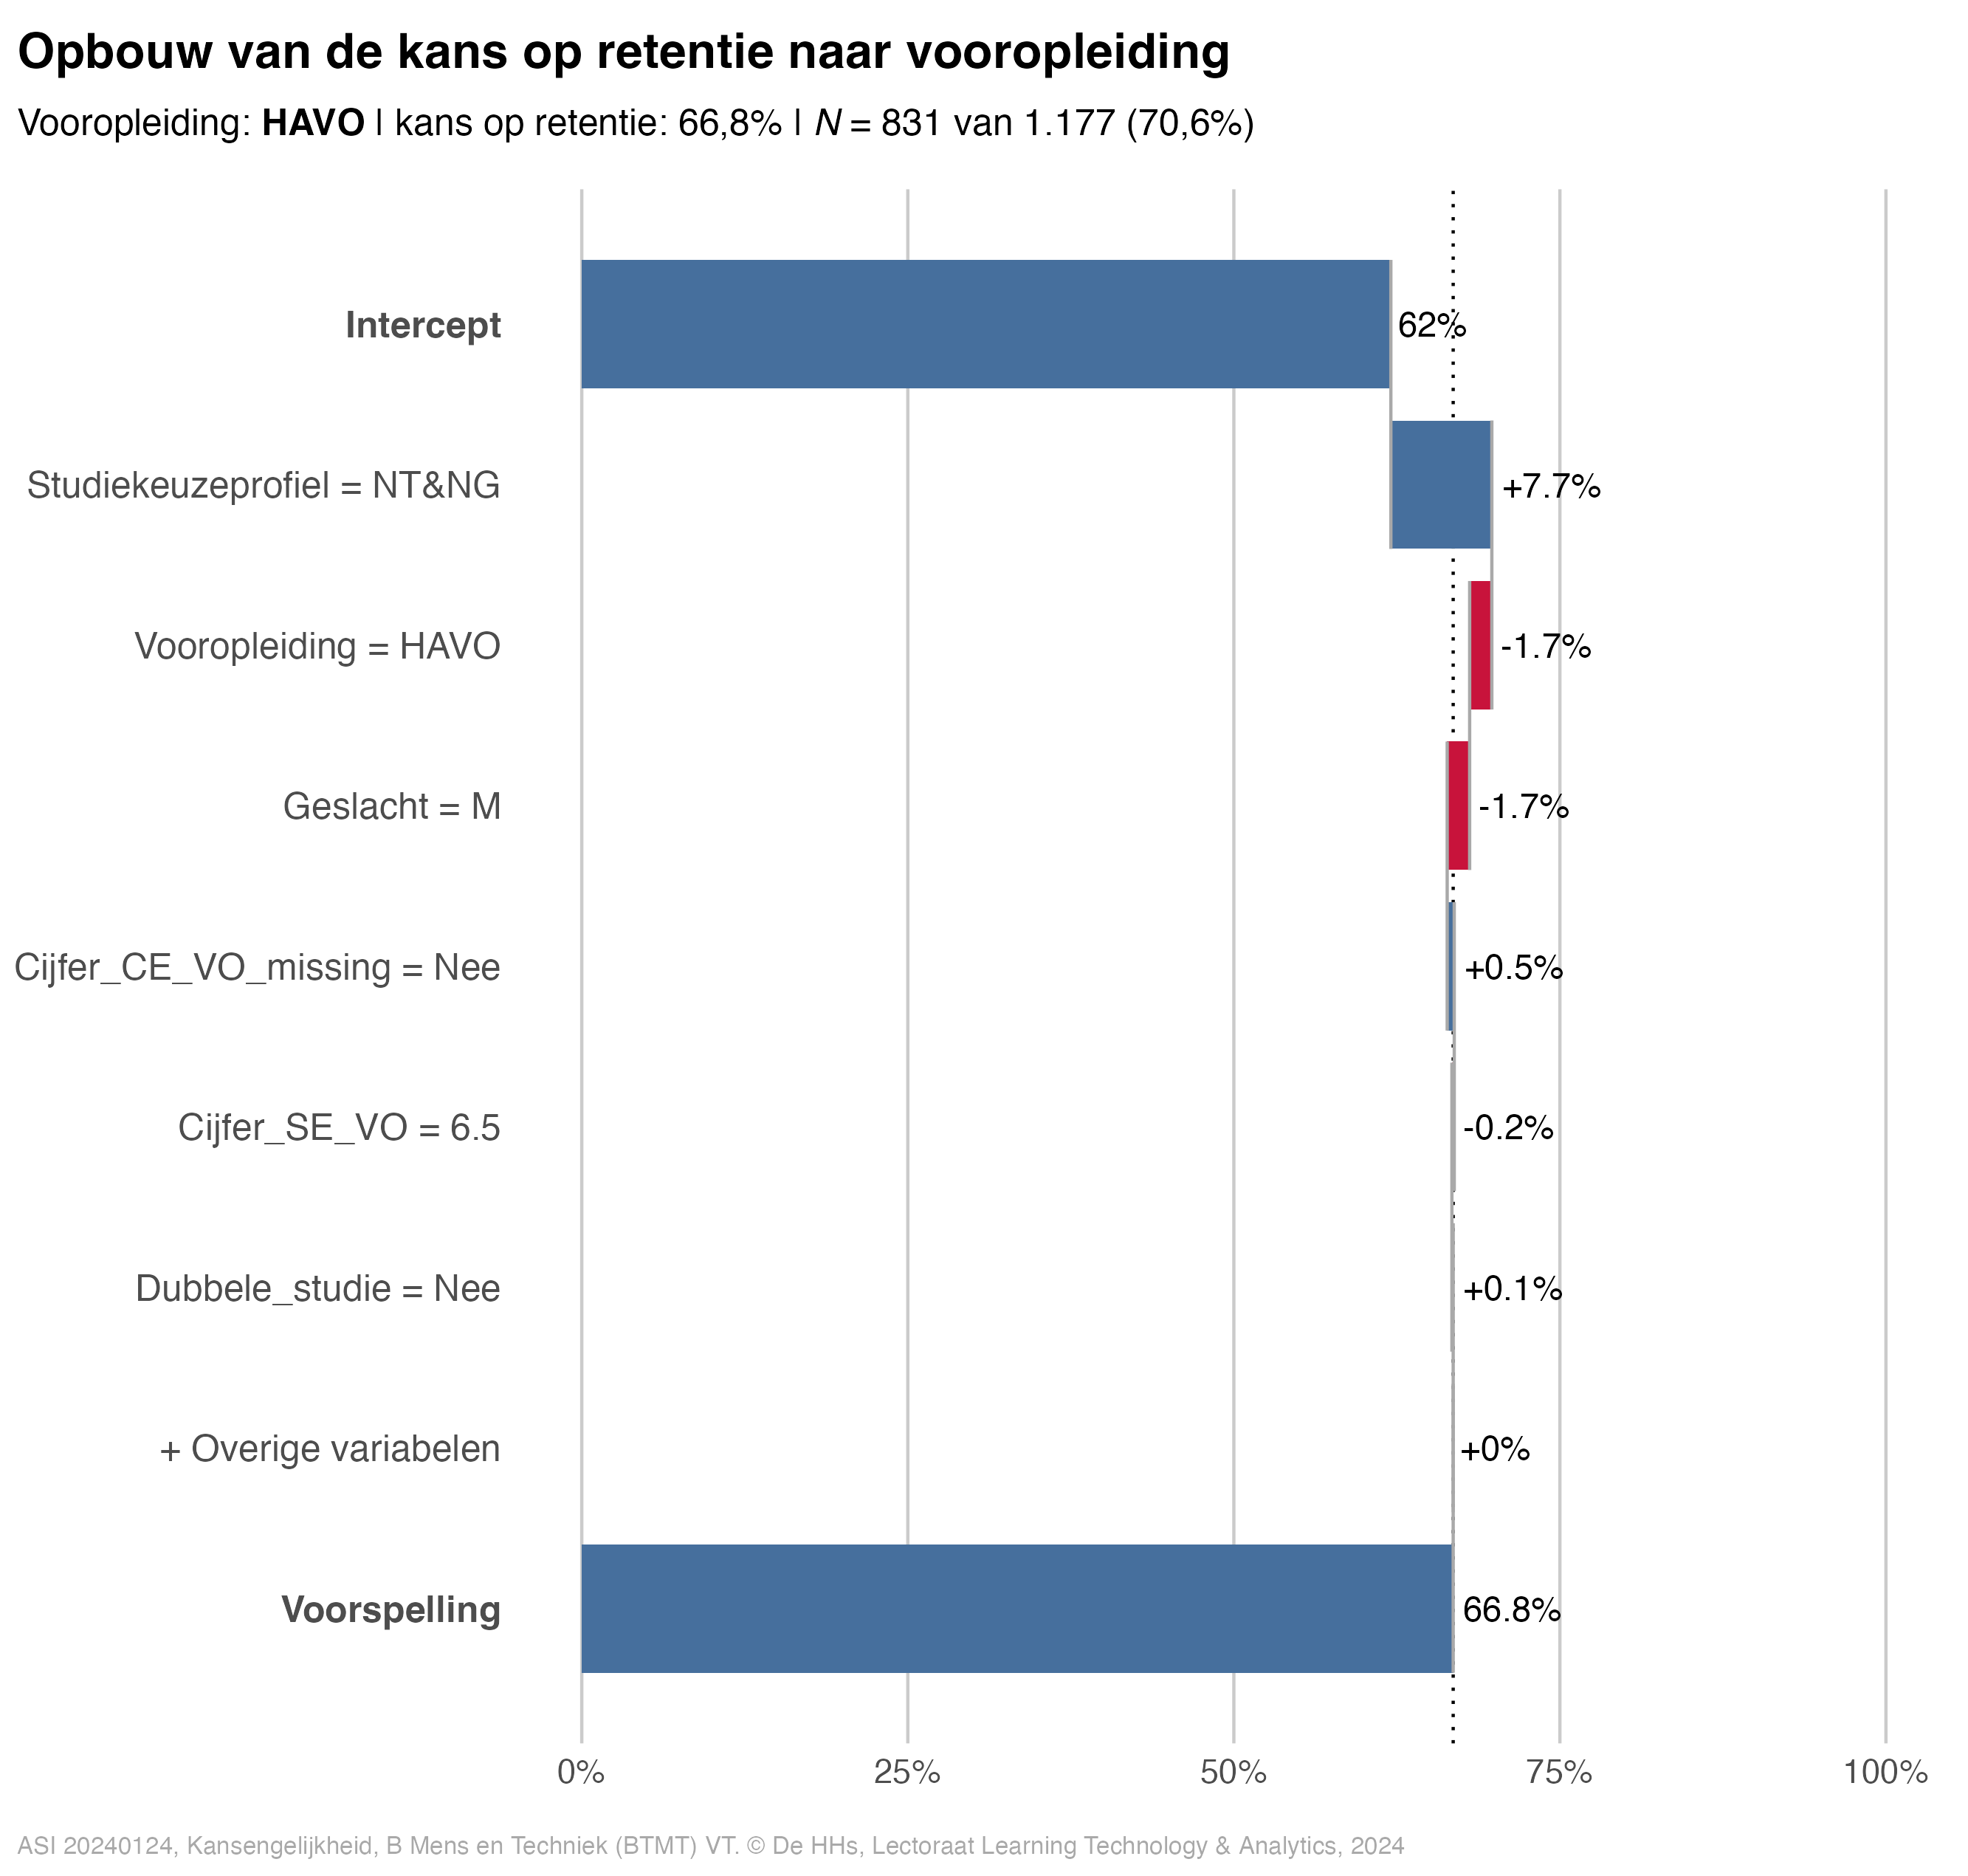 Opbouw van de kans op retentie naar vooropleiding
Vooropleiding: HAVO | kans op retentie: 66,8% | N = 831 van 1.177 (70,6%)
Intercept
62%
Studiekeuzeprofiel = NT&NG
+7.7%
Vooropleiding = HAVO
-1.7%
Geslacht = M
-1.7%
Cijfer_CE_VO_missing = Nee
+0.5%
Cijfer_SE_VO = 6.5
-0.2%
Dubbele_studie = Nee
+0.1%
+ Overige variabelen
+0%
Voorspelling
66.8%
0% 25% 50% 75% 100%
ASI 20240124, Kansengelijkheid, B Mens en Techniek (BTMT) VT. © De HHs, Lectoraat Learning Technology & Analytics, 2024